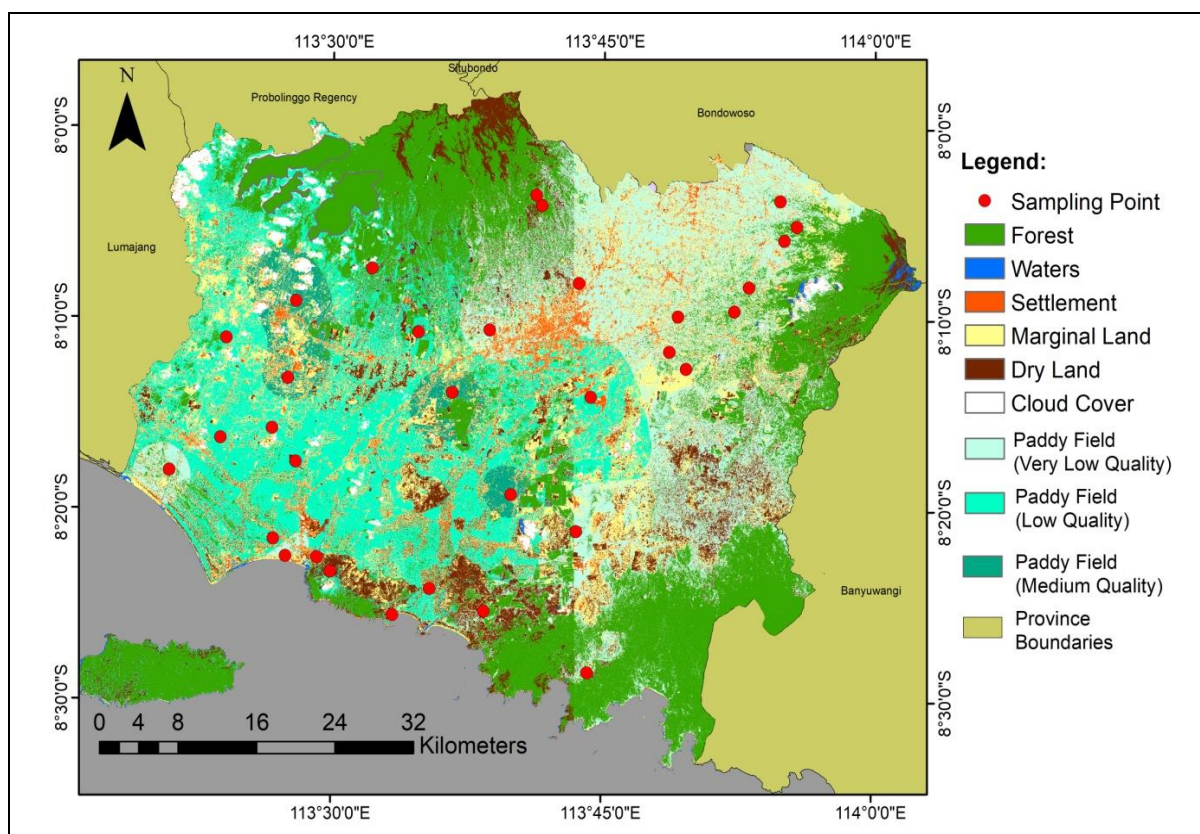 113°30'0"E
113°45'0"E
114°0'0"E
N
Situbondo
Probolinggo Regency
Bondowoso
8°0'0"S
8°0'0"S
Lumajang
8°10'0"S
8°10'0"S
8°20'0"S
8°20'0"S
Banyuwangi
8°30'0"S
8°30'0"S
0 4 8 16 24 32
Kilometers
113°30'0"E
113°45'0"E
114°0'0"E
Legend:
Sampling Point
Forest
Waters
Settlement
Marginal Land
Dry Land
Cloud Cover
Paddy Field
(Very Low Quality)
Paddy Field
(Low Quality)
Paddy Field
(Medium Quality)
Province
Boundaries